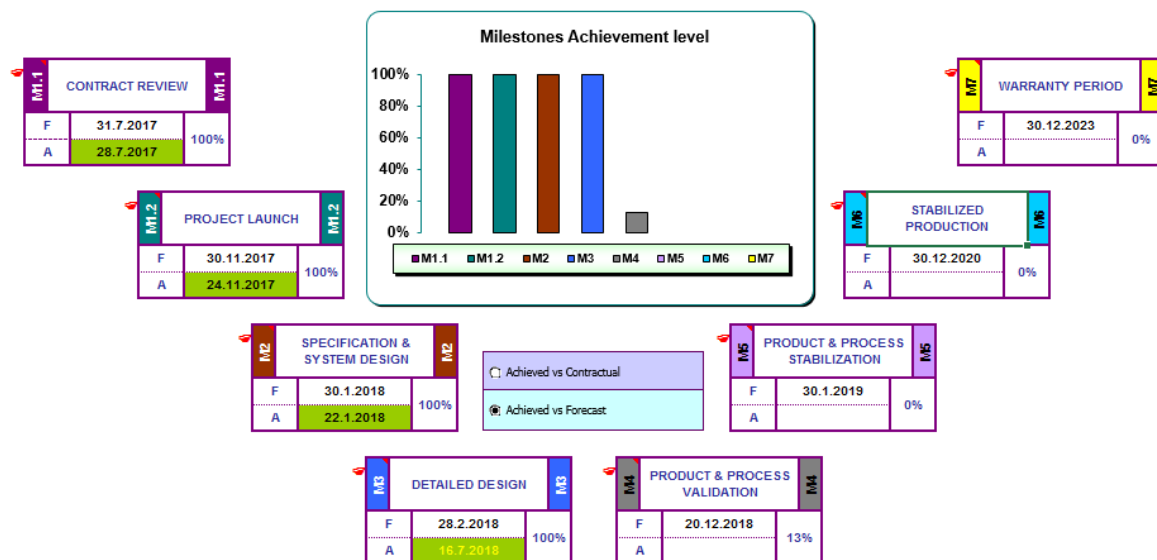 Milestones Achievement level
100%
80%
60%
40%
20%
0%
M1.1 M1.2 M2 M3 M4 M5 M6 M7
M1.1 CONTRACT REVIEW M1.1
F 31.7.2017
100%
A 28.7.2017
M1.2 PROJECT LAUNCH M1.2
F 30.11.2017
100%
A 24.11.2017
M2 SPECIFICATION &
SYSTEM DESIGN M2
F 30.1.2018
100%
A 22.1.2018
M3 DETAILED DESIGN M3
F 28.2.2018
100%
A 16.7.2018
Achieved vs Contractual
Achieved vs Forecast
M4 PRODUCT & PROCESS
VALIDATION M4
F 20.12.2018
13%
A
M5 PRODUCT & PROCESS
STABILIZATION M5
F 30.1.2019
0%
A
M6 STABILIZED
PRODUCTION M6
F 30.12.2020
0%
A
M7 WARRANTY PERIOD M7
F 30.12.2023
0%
A